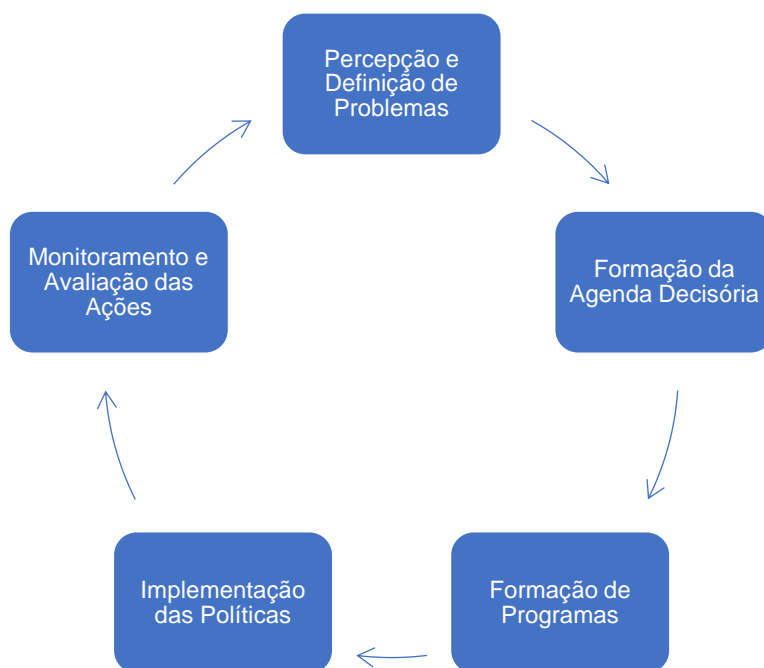 Percepção e
Definição de
Problemas
Formação da
Agenda Decisória
Formação de
Programas
Implementação
das Políticas
Monitoramento e
Avaliação das
Ações